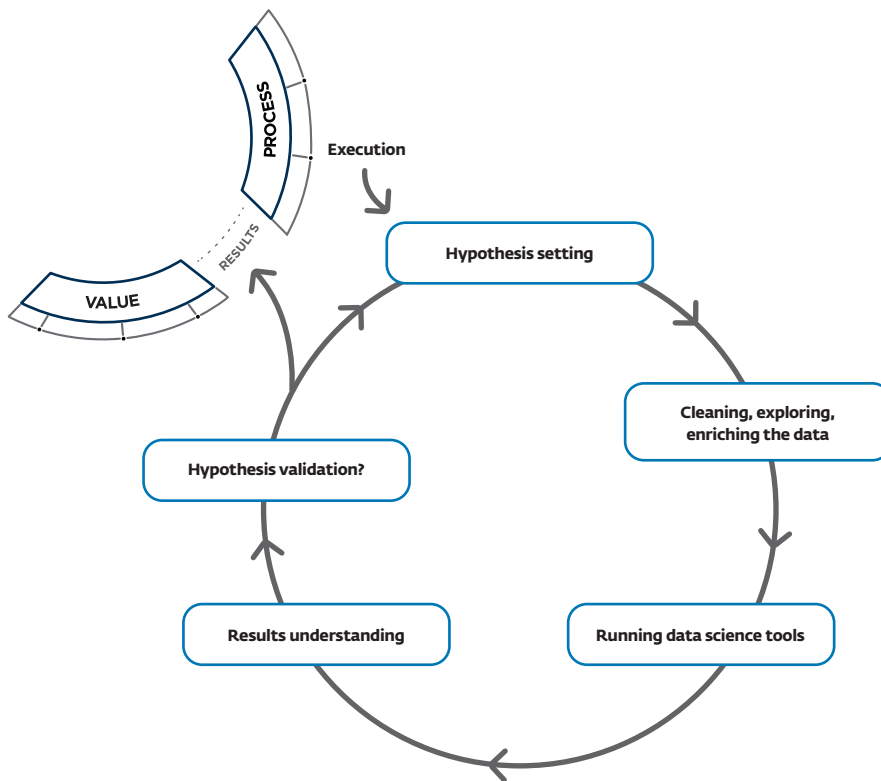 PROCESS
Execution
RESULTS
VALUE
Hypothesis setting
Cleaning, exploring,
enriching the data
Hypothesis validation?
Results understanding
Running data science tools